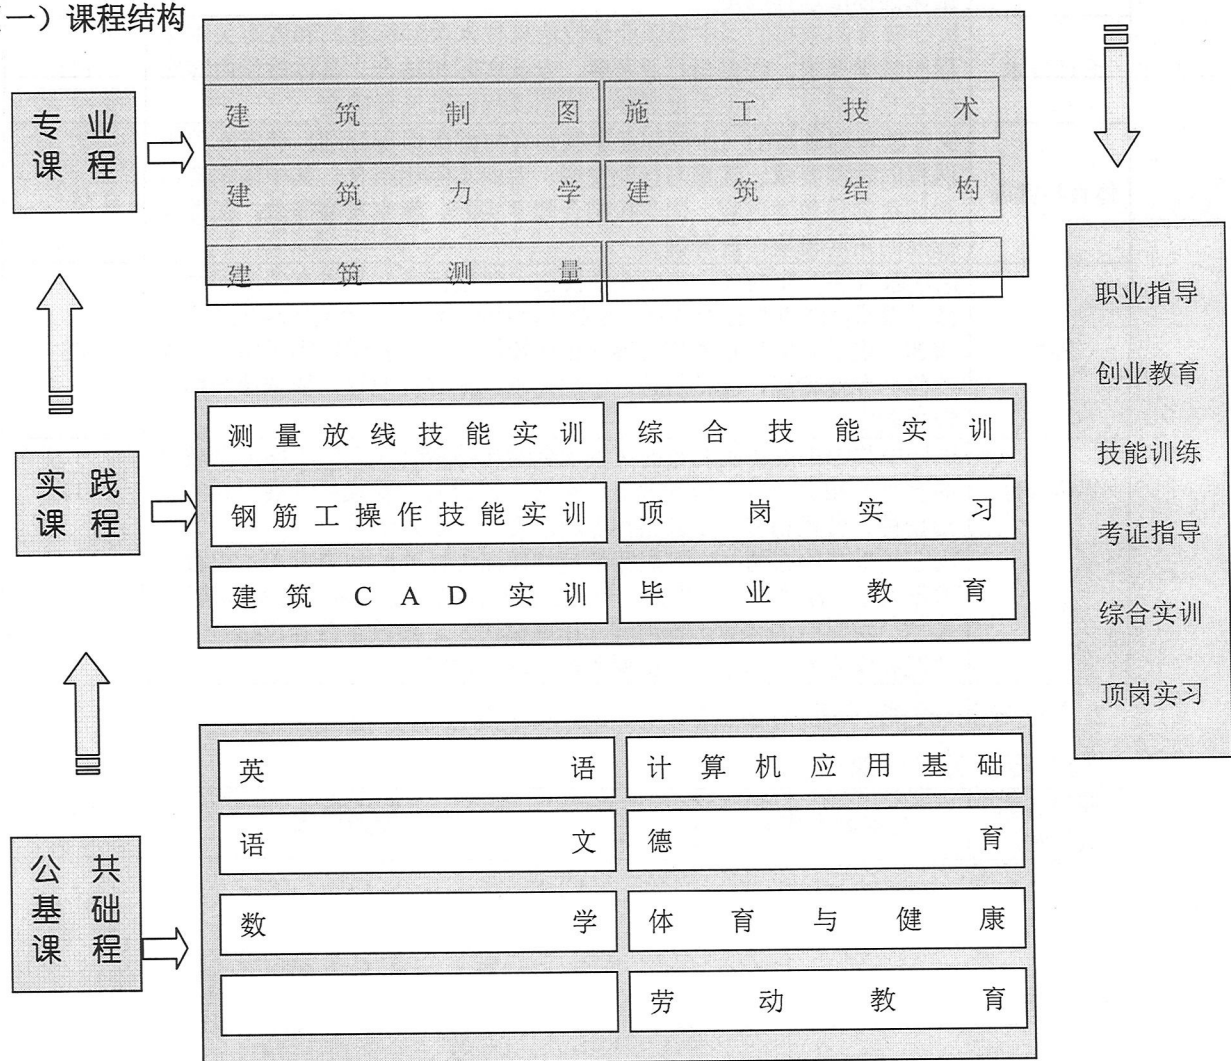 一）课程结构
专业
课程
建筑制图
施工技术
建筑力学
建筑结构
建筑测量
实践
课程
测量放线技能实训
综合技能实训
钢筋工操作技能实训
顶岗实习
建筑CAD实训
毕业教育
公共
基础
课程
英语
计算机应用基础
语文
德育
数学
体育与健康
劳动教育
职业指导
创业教育
技能训练
考证指导
综合实训
顶岗实习